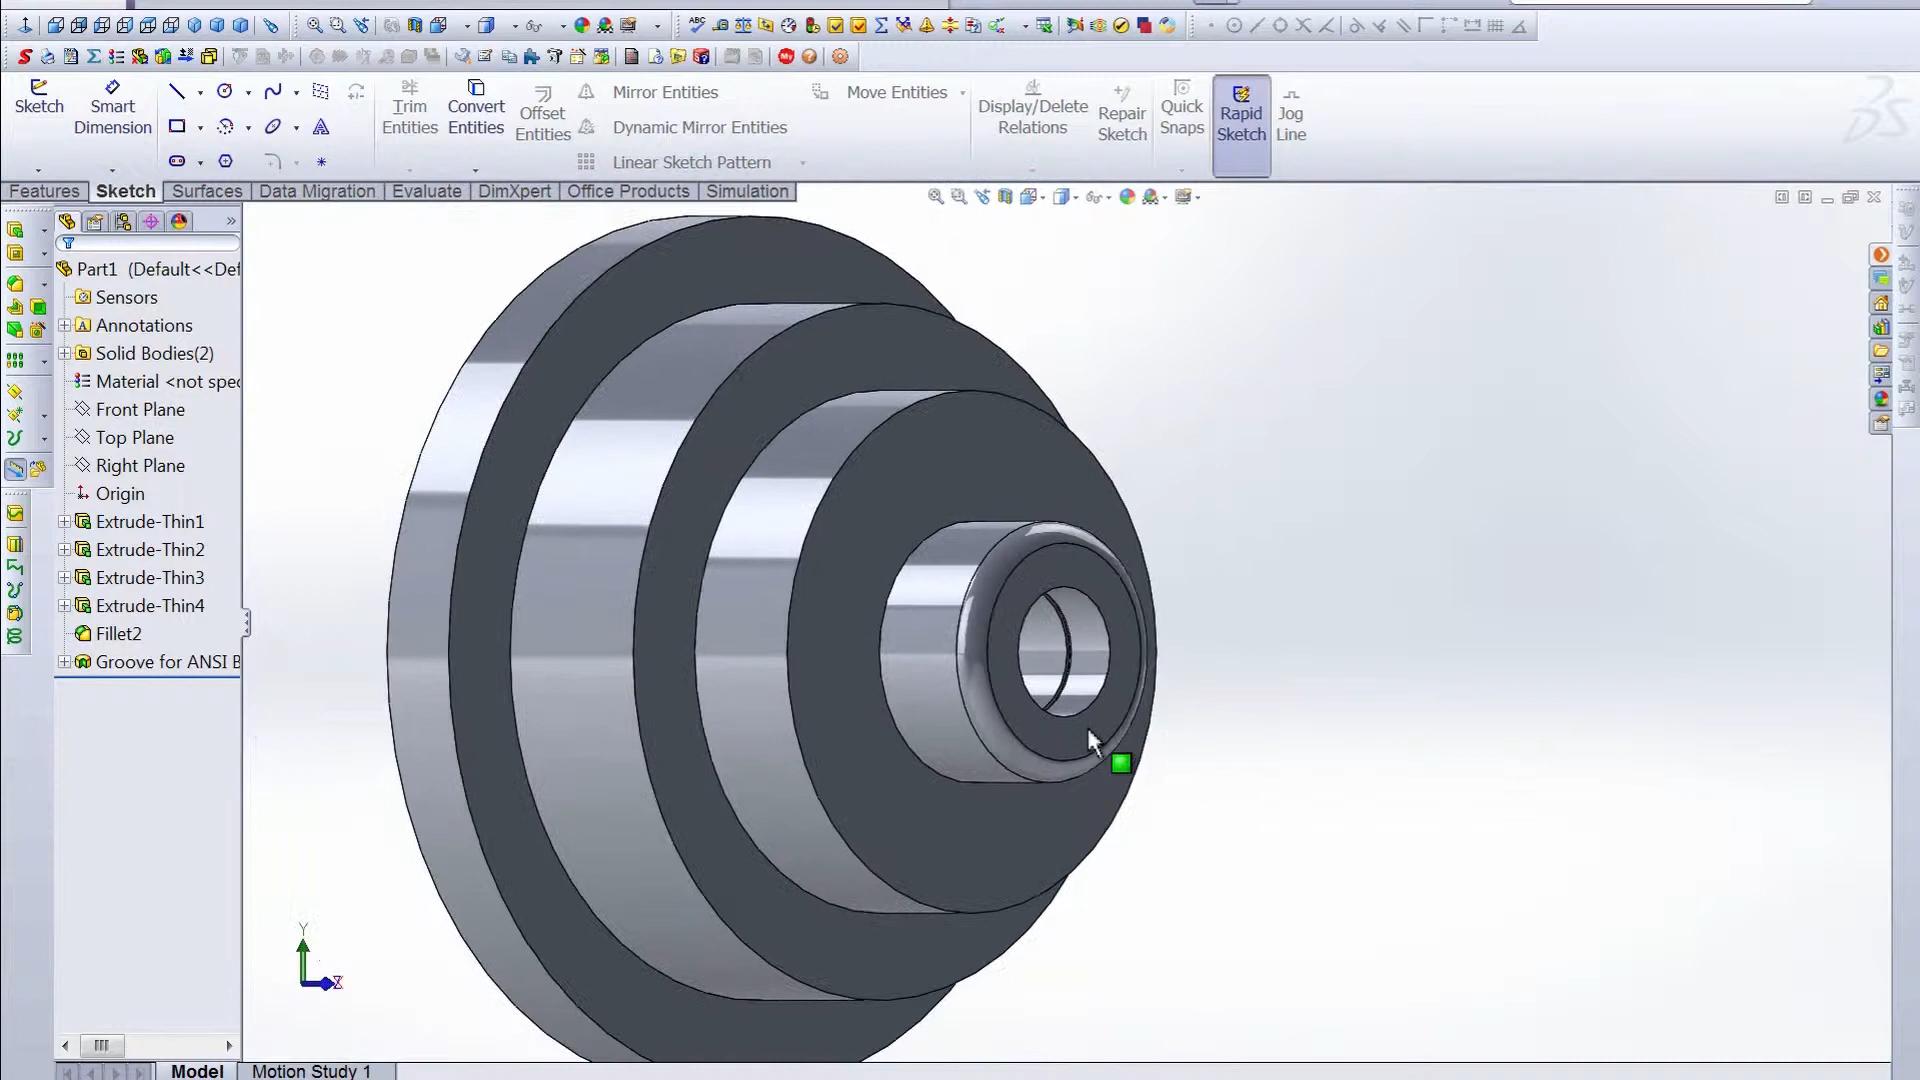 ABC
My
Sketch
Smart Dimension
Trim Entities
Convert Entities
Offset Entities
Mirror Entities
Dynamic Mirror Entities
Linear Sketch Pattern
Move Entities
Display/Delete Relations
Repair Sketch
Quick Snaps
Rapid Sketch
Jog Line
Features
Sketch
Surfaces
Data Migration
Evaluate
DimXpert
Office Products
Simulation
Part1 (Default<<Def
Sensors
Annotations
Solid Bodies(2)
Material <not spec
Front Plane
Top Plane
Right Plane
Origin
Extrude-Thin1
Extrude-Thin2
Extrude-Thin3
Extrude-Thin4
Fillet2
Groove for ANSI B
Y
Model
Motion Study 1